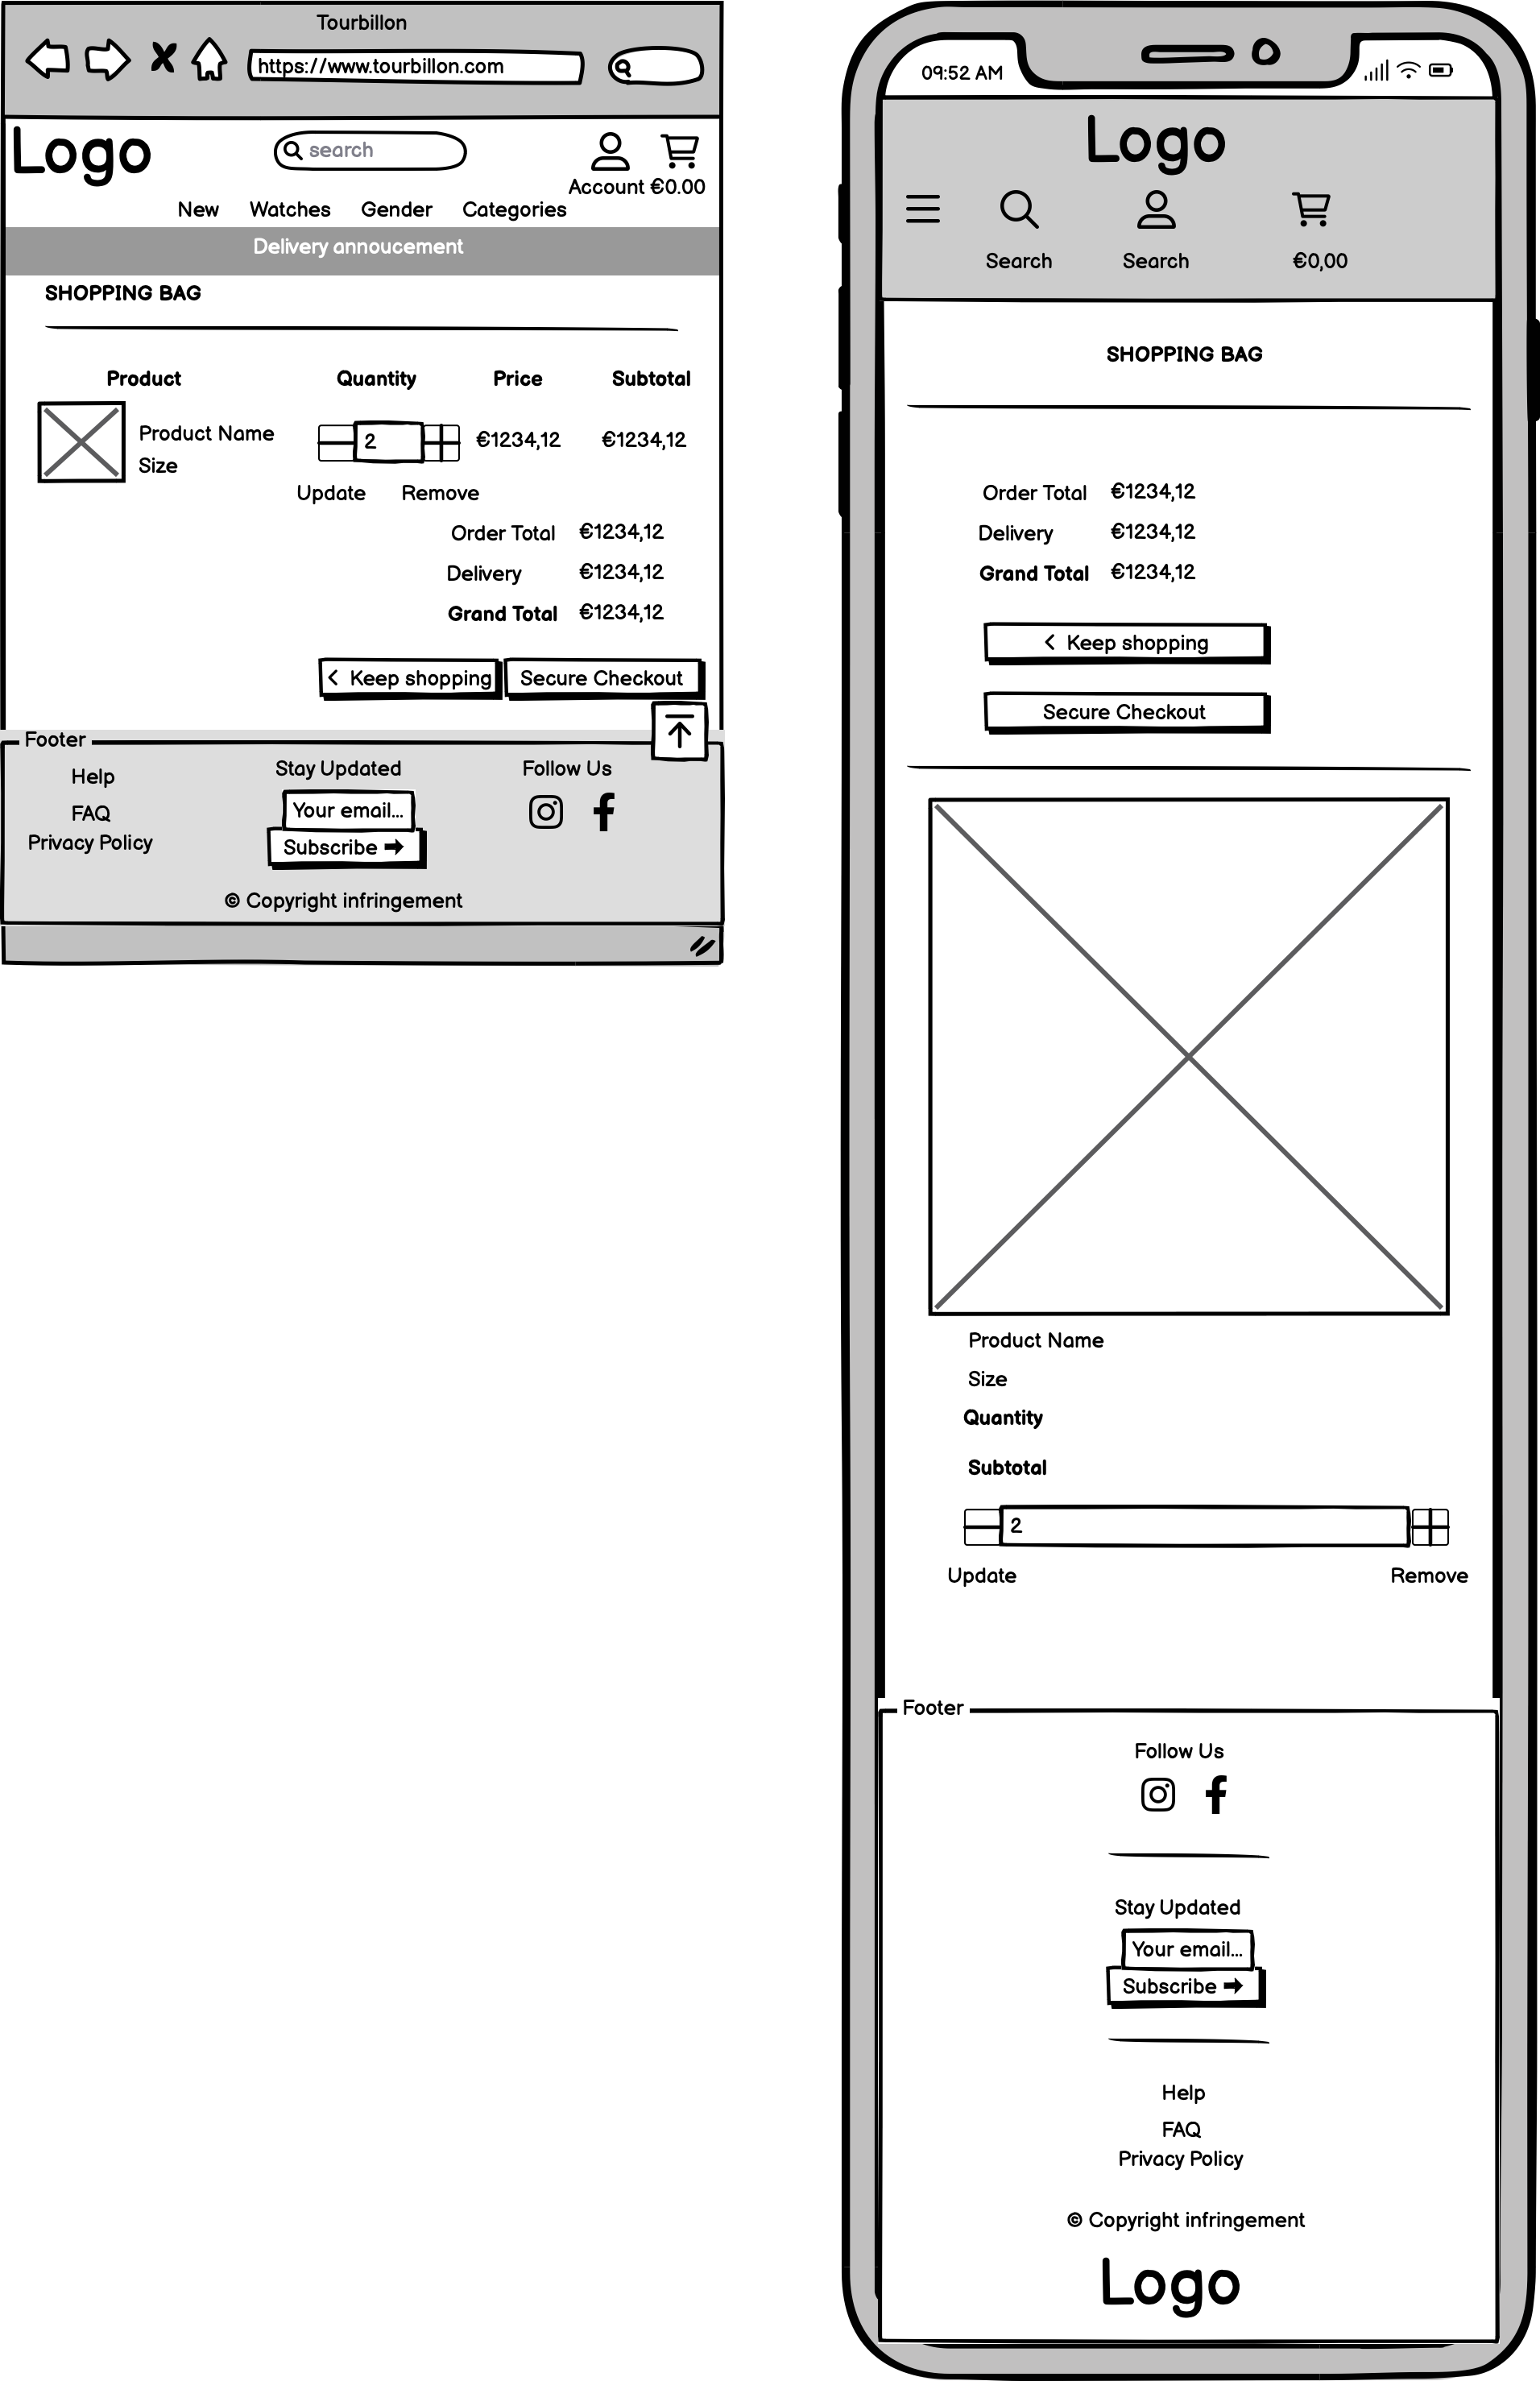 Tourbillon
https://www.tourbillon.com
Logo
search
Account €0.00
New Watches Gender Categories
Delivery annoucement
SHOPPING BAG
Product Quantity Price Subtotal
Product Name 2 €1234,12 €1234,12
Size
Update Remove
Order Total €1234,12
Delivery €1234,12
Grand Total €1234,12
Keep shopping Secure Checkout
Footer
Help Stay Updated Follow Us
FAQ Your email...
Privacy Policy Subscribe
© Copyright infringement
09:52 AM
Logo
Search Search €0,00
SHOPPING BAG
Order Total €1234,12
Delivery €1234,12
Grand Total €1234,12
Keep shopping
Secure Checkout
Product Name
Size
Quantity
Subtotal
2
Update Remove
Footer
Follow Us
Stay Updated
Your email...
Subscribe
Help
FAQ
Privacy Policy
© Copyright infringement
Logo